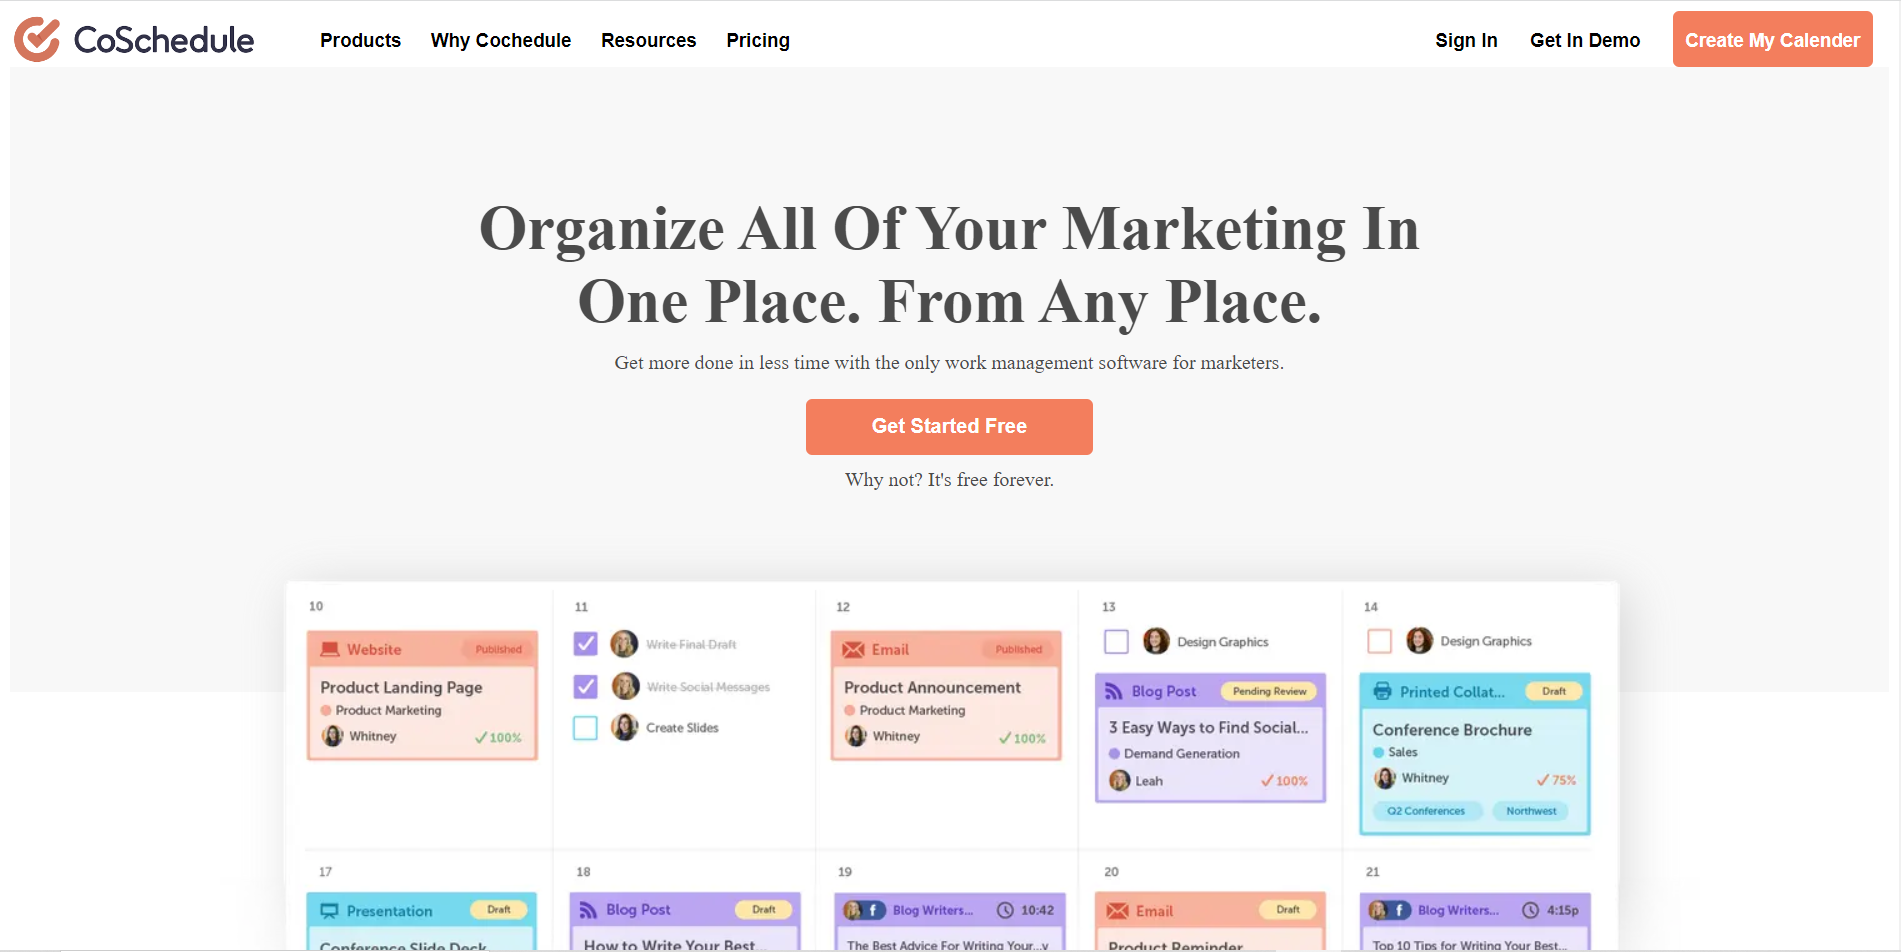 CoSchedule
Products Why Cochedule Resources Pricing
Sign In Get In Demo Create My Calender
Organize All Of Your Marketing In
One Place. From Any Place.
Get more done in less time with the only work management software for marketers.
Get Started Free
Why not? It's free forever.
10
Website Published
Product Landing Page
Product Marketing
Whitney 100%
11
Write Final Draft
Write Social Messages
Create Slides
12
Email Published
Product Announcement
Product Marketing
Whitney 100%
13
Design Graphics
Blog Post Pending Review
3 Easy Ways to Find Social...
Demand Generation
Leah 100%
14
Design Graphics
Printed Collat... Draft
Conference Brochure
Sales
Whitney 75%
Q2 Conferences Northwest
17
Presentation Draft
Conference Slide Deck
18
Blog Post Draft
How to Write Your Best...
19
f Blog Writers... 10:42
The Best Advice For Writing Your...y
20
Email Draft
Product Reminder
21
f Blog Writers... 4:15p
Top 10 Tips for Writing Your Best...